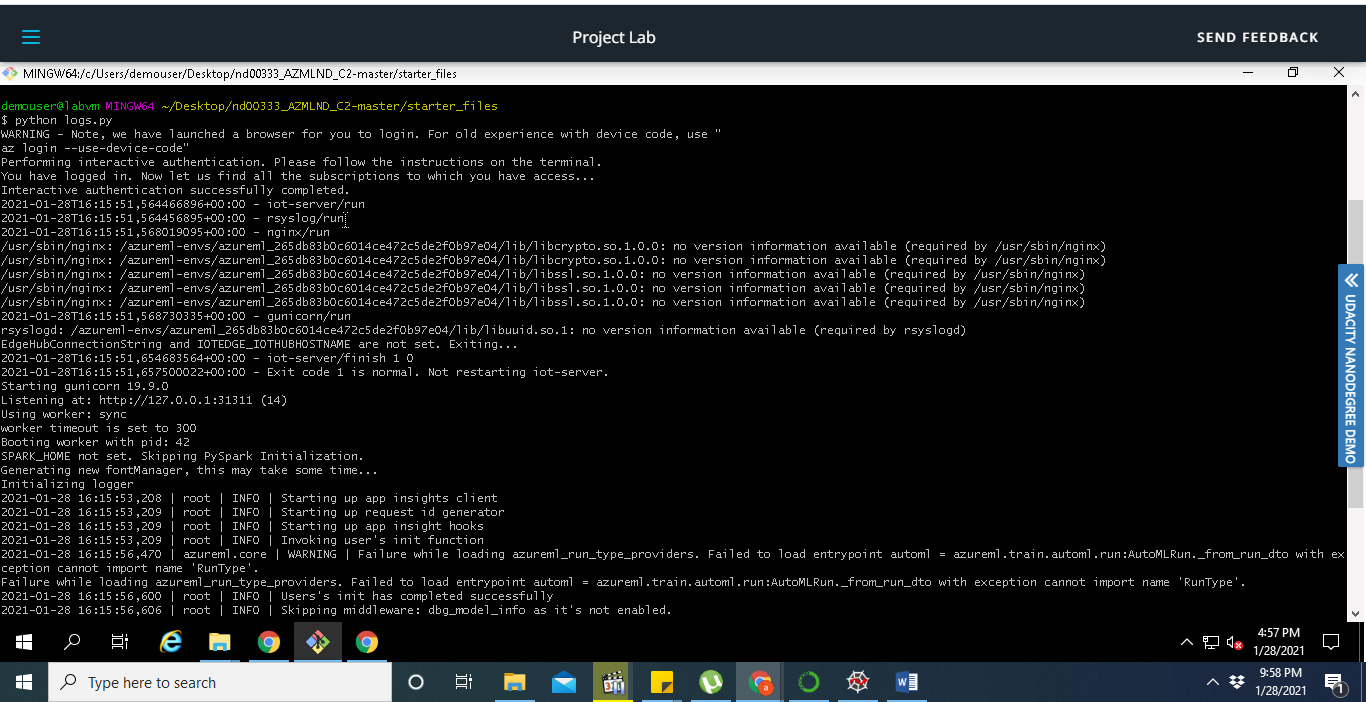 Project Lab
SEND FEEDBACK
MINGW64:/c/Users/demouser/Desktop/nd00333_AZMLND_C2-master/starter_files
demouser@labvm MINGW64 ~/Desktop/nd00333_AZMLND_C2-master/starter_files
$ python logs.py
WARNING - Note, we have launched a browser for you to login. For old experience with device code, use "
az login --use-device-code"
Performing interactive authentication. Please follow the instructions on the terminal.
You have logged in. Now let us find all the subscriptions to which you have access...
Interactive authentication successfully completed.
2021-01-28T16:15:51,564466896+00:00 - iot-server/run
2021-01-28T16:15:51,564456895+00:00 - rsyslog/run
2021-01-28T16:15:51,568019095+00:00 - nginx/run
/usr/sbin/nginx: /azureml-envs/azureml_265db83b0c6014ce472c5de2f0b97e04/lib/libcrypto.so.1.0.0: no version information available (required by /usr/sbin/nginx)
/usr/sbin/nginx: /azureml-envs/azureml_265db83b0c6014ce472c5de2f0b97e04/lib/libcrypto.so.1.0.0: no version information available (required by /usr/sbin/nginx)
/usr/sbin/nginx: /azureml-envs/azureml_265db83b0c6014ce472c5de2f0b97e04/lib/libssl.so.1.0.0: no version information available (required by /usr/sbin/nginx)
/usr/sbin/nginx: /azureml-envs/azureml_265db83b0c6014ce472c5de2f0b97e04/lib/libssl.so.1.0.0: no version information available (required by /usr/sbin/nginx)
/usr/sbin/nginx: /azureml-envs/azureml_265db83b0c6014ce472c5de2f0b97e04/lib/libssl.so.1.0.0: no version information available (required by /usr/sbin/nginx)
2021-01-28T16:15:51,568730335+00:00 - gunicorn/run
rsyslogd: /azureml-envs/azureml_265db83b0c6014ce472c5de2f0b97e04/lib/libuuid.so.1: no version information available (required by rsyslogd)
EdgeHubConnectionString and IOTEDGE_IOTHUBHOSTNAME are not set. Exiting...
2021-01-28T16:15:51,654683564+00:00 - iot-server/finish 1 0
2021-01-28T16:15:51,657500022+00:00 - Exit code 1 is normal. Not restarting iot-server.
Starting gunicorn 19.9.0
Listening at: http://127.0.0.1:31311 (14)
Using worker: sync
worker timeout is set to 300
Booting worker with pid: 42
SPARK_HOME not set. Skipping PySpark Initialization.
Generating new fontManager, this may take some time...
Initializing logger
2021-01-28 16:15:53,208 | root | INFO | Starting up app insights client
2021-01-28 16:15:53,209 | root | INFO | Starting up request id generator
2021-01-28 16:15:53,209 | root | INFO | Starting up app insight hooks
2021-01-28 16:15:53,209 | root | INFO | Invoking user's init function
2021-01-28 16:15:56,470 | azureml.core | WARNING | Failure while loading azureml_run_type_providers. Failed to load entrypoint automl = azureml.train.automl.run:AutoMLRun._from_run_dto with ex
ception cannot import name 'RunType'.
Failure while loading azureml_run_type_providers. Failed to load entrypoint automl = azureml.train.automl.run:AutoMLRun._from_run_dto with exception cannot import name 'RunType'.
2021-01-28 16:15:56,600 | root | INFO | Users's init has completed successfully
2021-01-28 16:15:56,606 | root | INFO | Skipping middleware: dbg_model_info as it's not enabled.
UDACITY NANODEGREE DEMO
4:57 PM
1/28/2021
Type here to search
9:58 PM
1/28/2021
1